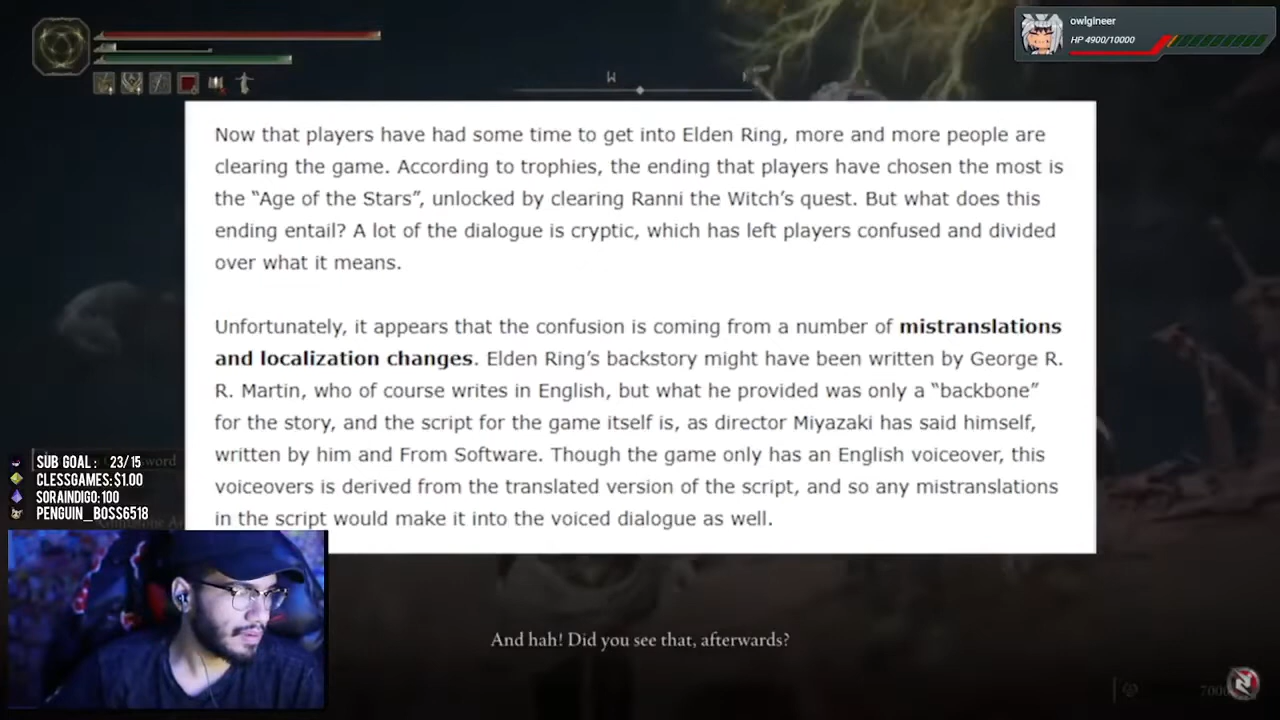 owlgineer
HP 4900/10000
W
Now that players have had some time to get into Elden Ring, more and more people are
clearing the game. According to trophies, the ending that players have chosen the most is
the “Age of the Stars”, unlocked by clearing Ranni the Witch’s quest. But what does this
ending entail? A lot of the dialogue is cryptic, which has left players confused and divided
over what it means.
Unfortunately, it appears that the confusion is coming from a number of mistranslations
and localization changes. Elden Ring’s backstory might have been written by George R.
R. Martin, who of course writes in English, but what he provided was only a “backbone”
for the story, and the script for the game itself is, as director Miyazaki has said himself,
written by him and From Software. Though the game only has an English voiceover, this
voiceovers is derived from the translated version of the script, and so any mistranslations
in the script would make it into the voiced dialogue as well.
SUB GOAL : 23/15
CLESSGAMES: $1.00
SORAINDIGO: 100
PENGUIN_BOSS6518
And hah! Did you see that, afterwards?